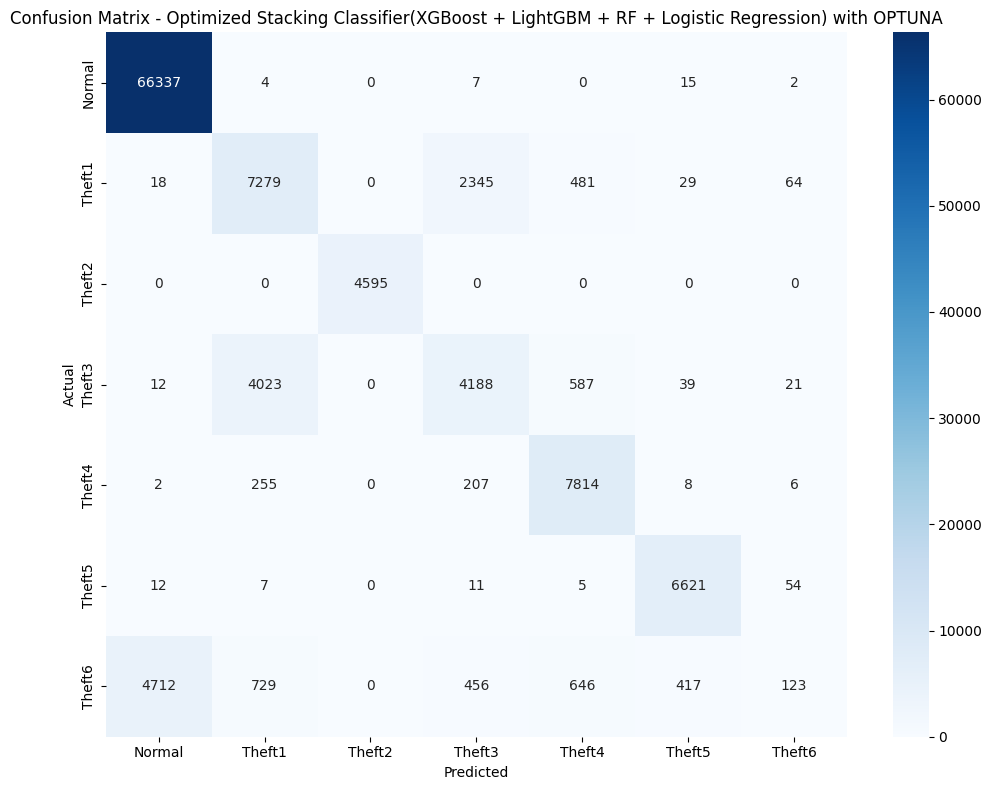 Confusion Matrix - Optimized Stacking Classifier(XGBoost + LightGBM + RF + Logistic Regression) with OPTUNA
Actual
Normal 66337 4 0 7 0 15 2
Theft1 18 7279 0 2345 481 29 64
Theft2 0 0 4595 0 0 0 0
Theft3 12 4023 0 4188 587 39 21
Theft4 2 255 0 207 7814 8 6
Theft5 12 7 0 11 5 6621 54
Theft6 4712 729 0 456 646 417 123
Normal Theft1 Theft2 Theft3 Theft4 Theft5 Theft6
Predicted
60000
50000
40000
30000
20000
10000
0